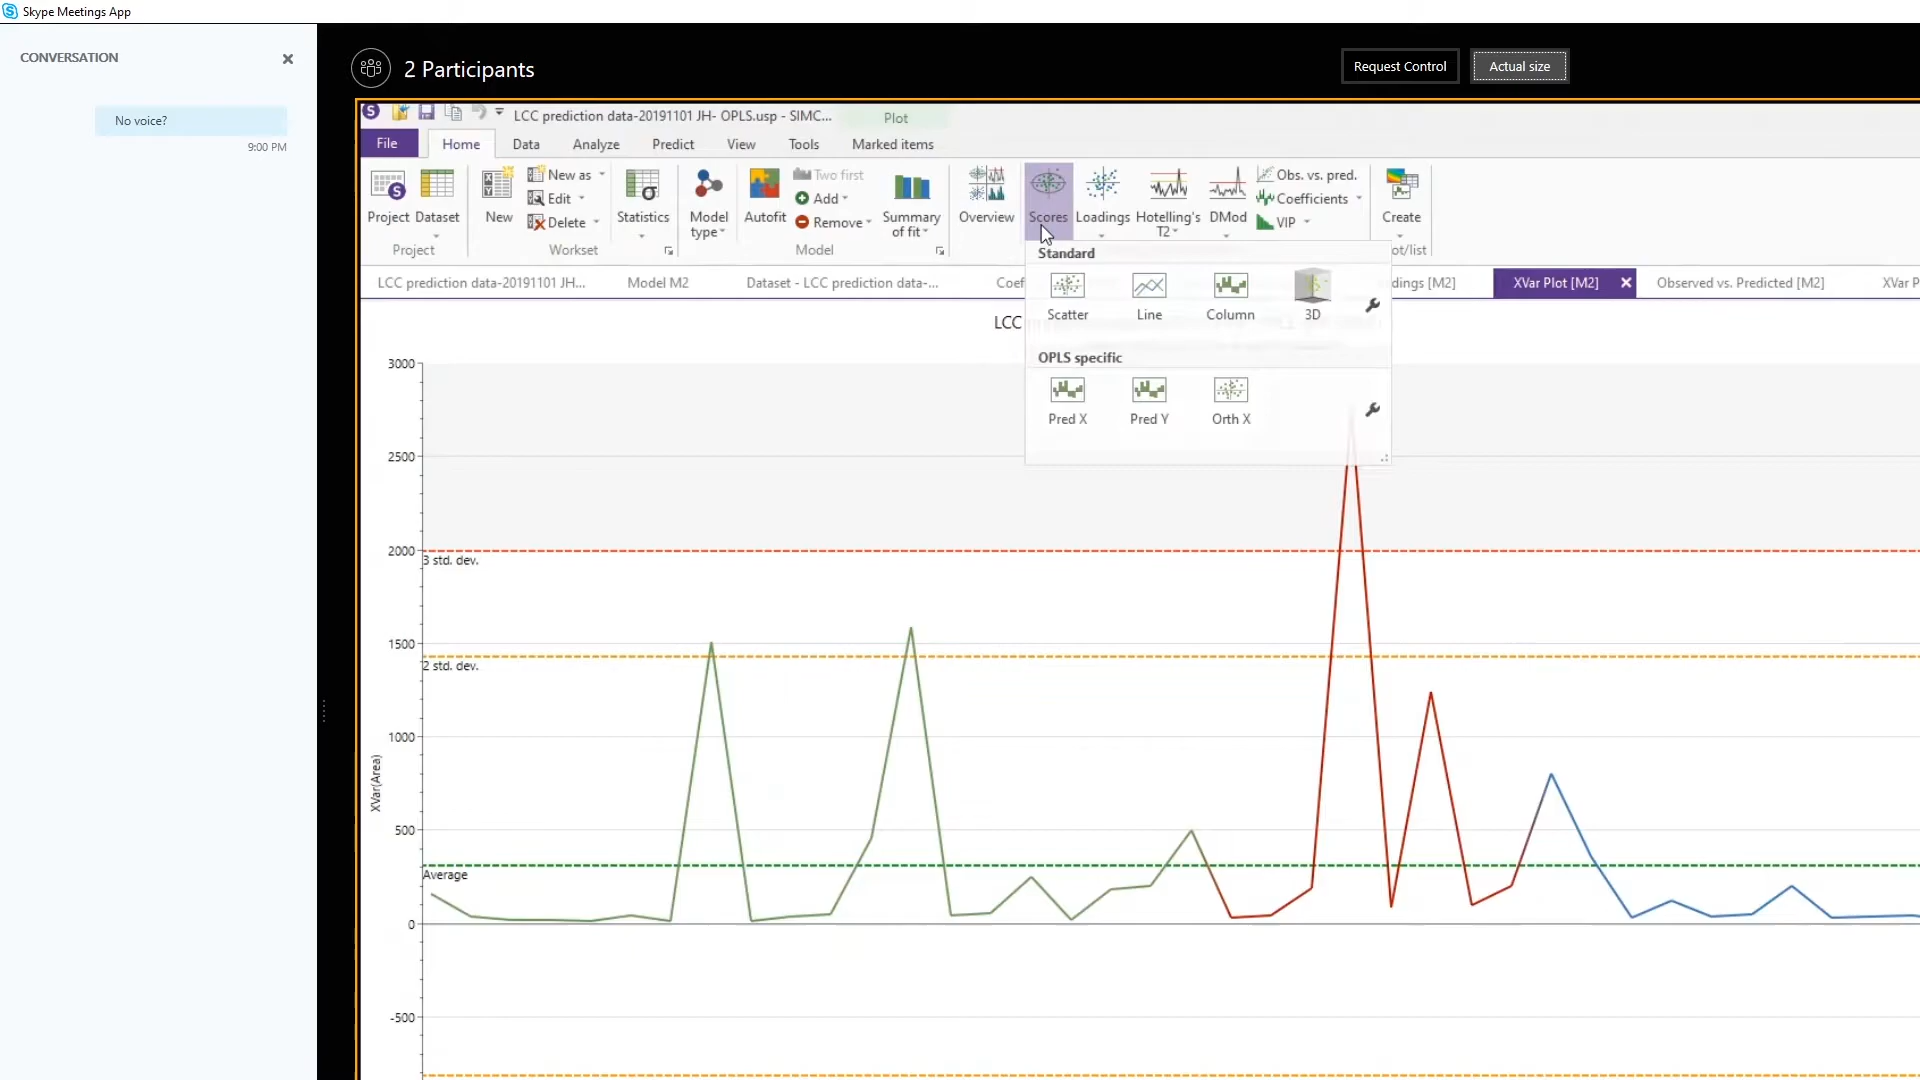 Skype Meetings App
CONVERSATION
No voice?
9:00 PM
2 Participants
Request Control
Actual size
LCC prediction data-20191101 JH- OPLS.usp - SIMC...
Plot
File
Home
Data
Analyze
Predict
View
Tools
Marked items
Project
Dataset
Project
New
New as
Edit
Delete
Workset
Statistics
Model type
Autofit
Two first
Add
Remove
Summary of fit
Model
Overview
Scores
Loadings
Hotelling's T2
DMod
Obs. vs. pred.
Coefficients
VIP
Create
ot/list
Standard
Scatter
Line
Column
3D
OPLS specific
Pred X
Pred Y
Orth X
LCC prediction data-20191101 JH...
Model M2
Dataset - LCC prediction data-...
Coef
dings [M2]
XVar Plot [M2]
Observed vs. Predicted [M2]
XVar P
LCC
3000
2500
2000
3 std. dev.
1500
2 std. dev.
1000
XVar(Area)
500
Average
0
-500